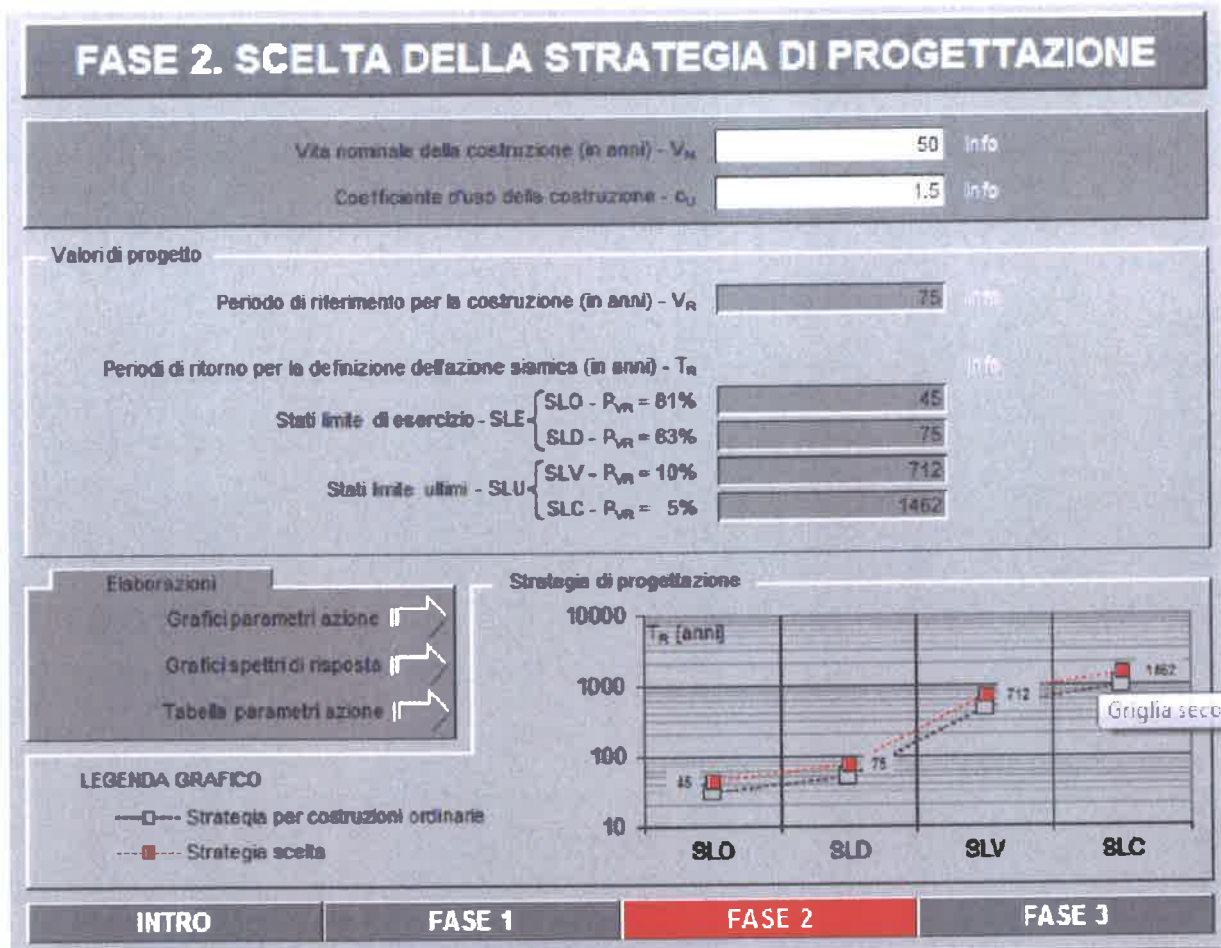 FASE 2. SCELTA DELLA STRATEGIA DI PROGETTAZIONE
Vita nominale della costruzione (in anni) - VN 50 info
Coefficiente d'uso della costruzione - cU 1.5 info
Valori di progetto
Periodo di riferimento per la costruzione (in anni) - VR 75 info
Periodi di ritorno per la definizione dell'azione sismica (in anni) - TR info
Stati limite di esercizio - SLE
SLO - PVR = 81% 45
SLD - PVR = 63% 75
Stati limite ultimi - SLU
SLV - PVR = 10% 712
SLC - PVR = 5% 1462
Elaborazioni
Grafici parametri azione
Grafici spettri di risposta
Tabella parametri azione
Strategia di progettazione
TR [anni]
10000
1000
100
10
45
75
712
1462
Griglia seco
SLO SLD SLV SLC
LEGENDA GRAFICO
Strategia per costruzioni ordinarie
Strategia scelta
INTRO FASE 1 FASE 2 FASE 3